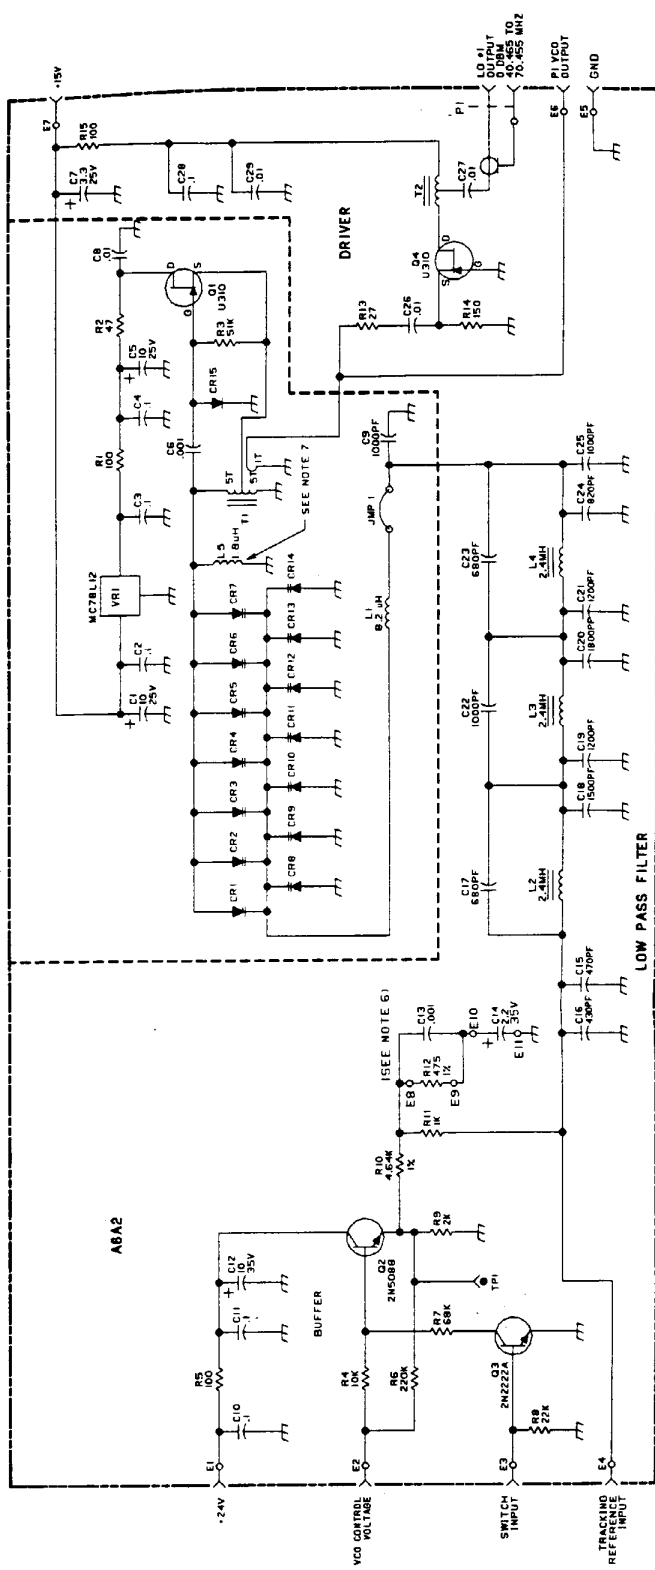 A6A2
+24V
E1
C10
.1
R5
100
C11
.1
C12
10
35V
+
BUFFER
VCO CONTROL
VOLTAGE
E2
R4
10K
R6
220K
Q2
2N5088
R7
68K
TP1
R9
2K
SWITCH
INPUT
E3
R8
22K
Q3
2N2222A
TRACKING
REFERENCE
INPUT
E4
R10
4.64K
1%
R11
1K
(SEE NOTE 6)
E8
R12
475
1%
E9
C13
.001
E10
+
C14
2.2
35V
E11
C16
430PF
C15
470PF
LOW PASS FILTER
C17
680PF
L2
2.4MH
C18
1500PF
C19
1200PF
C22
1000PF
L3
2.4MH
C20
1800PF
C21
1200PF
C23
680PF
L4
2.4MH
C24
820PF
C25
1000PF
CR1
CR2
CR3
CR4
CR5
CR6
CR7
CR8
CR9
CR10
CR11
CR12
CR13
CR14
L5
1.8uH
SEE NOTE 7
T1
5T
5T
1T
L1
8.2 uH
JMP 1
C9
1000PF
C6
.001
CR15
R3
51K
G
D
S
Q1
U310
+
C1
10
25V
C2
.1
MC78L12
VR1
C3
.1
R1
100
C4
.1
+
C5
10
25V
R2
47
C8
.01
+
C7
3.3
25V
E7
+15V
R15
100
C28
.1
C29
.01
DRIVER
R13
27
C26
.01
R14
150
Q4
U310
S
D
G
T2
C27
.01
P1
LO #1
OUTPUT
0 DBM
40.465 TO
70.455 MHZ
E6
P1 VCO
OUTPUT
E5
GND